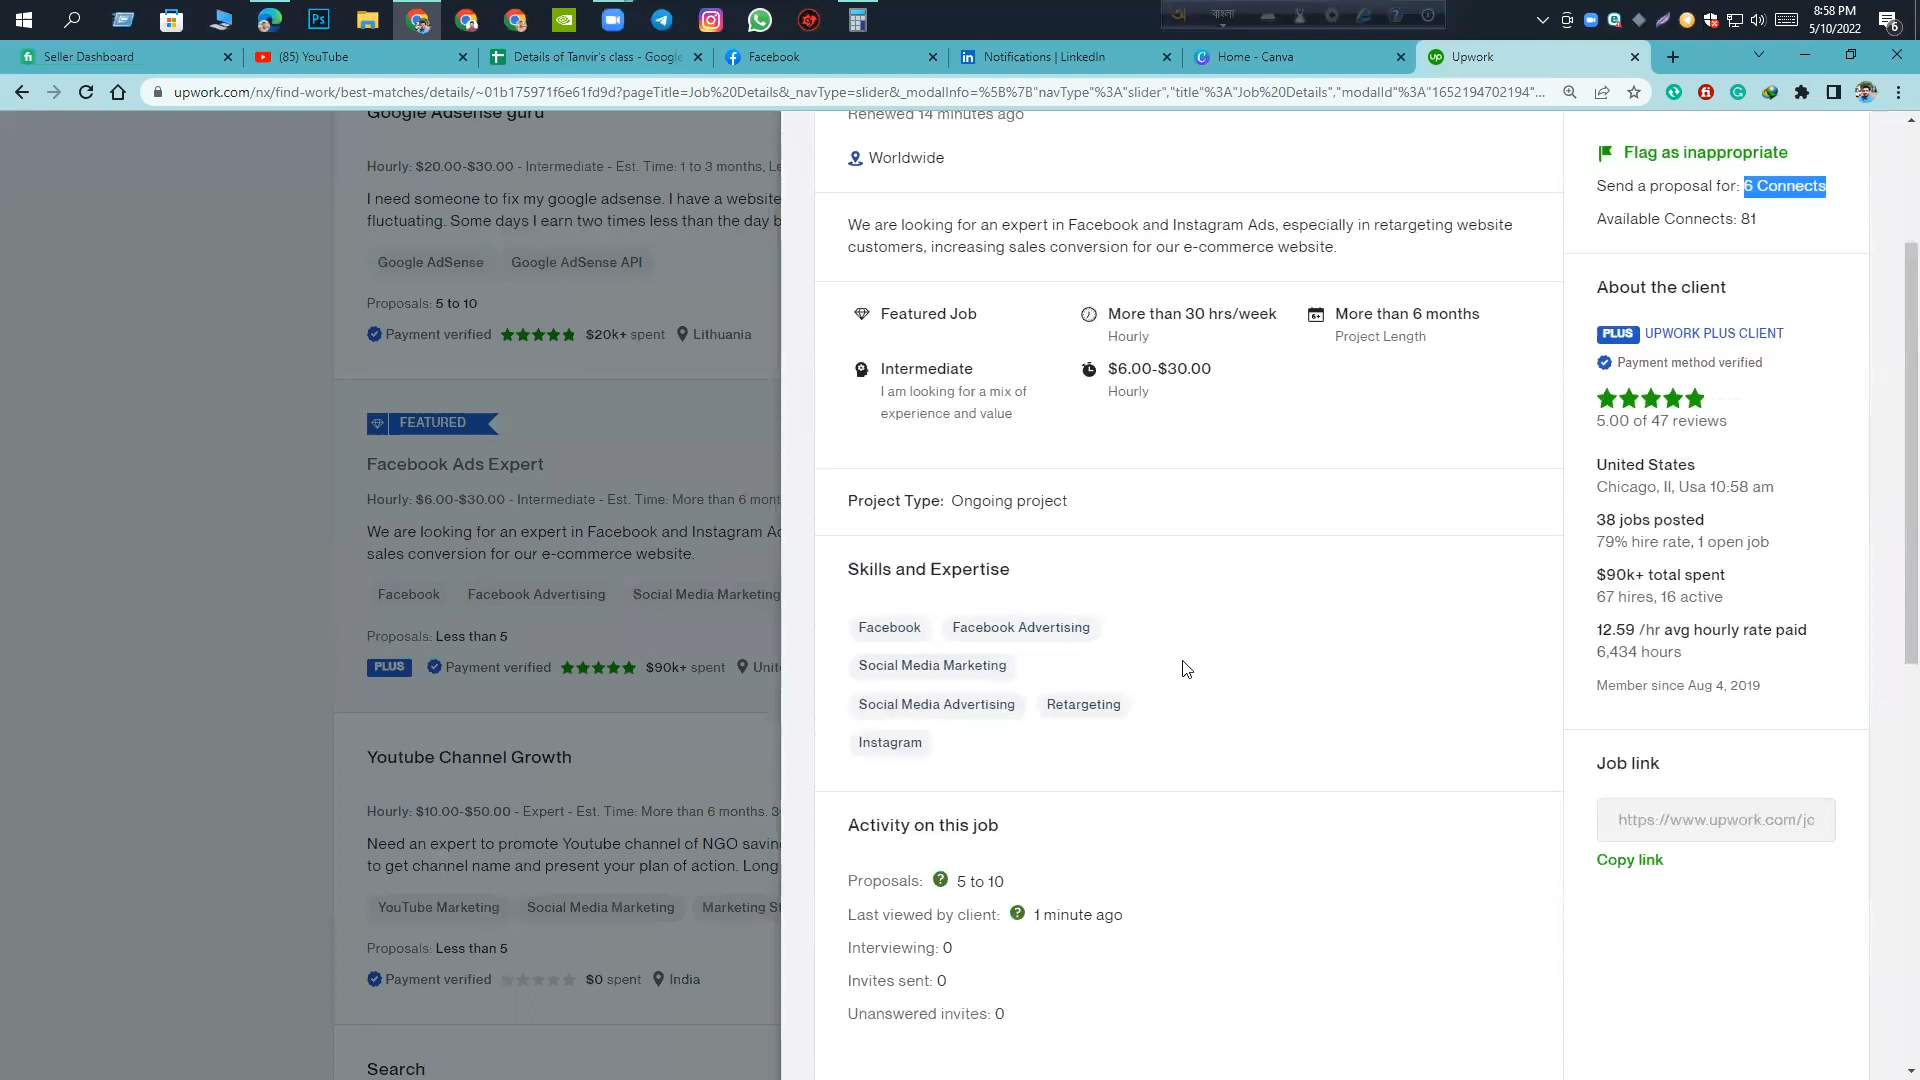 8:58 PM
5/10/2022
বাংলা
Seller Dashboard
(85) YouTube
Details of Tanvir's class - Google
Facebook
Notifications | LinkedIn
Home - Canva
Upwork
upwork.com/nx/find-work/best-matches/details/~01b175971f6e61fd9d?pageTitle=Job%20Details&_navType=slider&_modalInfo=%5B%7B"navType"%3A"slider","title"%3A"Job%20Details","modalId"%3A"1652194702194"...
Google Adsense guru
Hourly: $20.00-$30.00 - Intermediate - Est. Time: 1 to 3 months, Le
I need someone to fix my google adsense. I have a website
fluctuating. Some days I earn two times less than the day b
Google AdSense
Google AdSense API
Proposals: 5 to 10
Payment verified
$20k+ spent
Lithuania
FEATURED
Facebook Ads Expert
Hourly: $6.00-$30.00 - Intermediate - Est. Time: More than 6 mont
We are looking for an expert in Facebook and Instagram Ad
sales conversion for our e-commerce website.
Facebook
Facebook Advertising
Social Media Marketing
Proposals: Less than 5
PLUS
Payment verified
$90k+ spent
Unit
Youtube Channel Growth
Hourly: $10.00-$50.00 - Expert - Est. Time: More than 6 months. 3
Need an expert to promote Youtube channel of NGO savin
to get channel name and present your plan of action. Long
YouTube Marketing
Social Media Marketing
Marketing St
Proposals: Less than 5
Payment verified
$0 spent
India
Search
Renewed 14 minutes ago
Worldwide
We are looking for an expert in Facebook and Instagram Ads, especially in retargeting website
customers, increasing sales conversion for our e-commerce website.
Featured Job
More than 30 hrs/week
Hourly
More than 6 months
Project Length
Intermediate
I am looking for a mix of
experience and value
$6.00-$30.00
Hourly
Project Type: Ongoing project
Skills and Expertise
Facebook
Facebook Advertising
Social Media Marketing
Social Media Advertising
Retargeting
Instagram
Activity on this job
Proposals: ? 5 to 10
Last viewed by client: ? 1 minute ago
Interviewing: 0
Invites sent: 0
Unanswered invites: 0
Flag as inappropriate
Send a proposal for: 6 Connects
Available Connects: 81
About the client
PLUS UPWORK PLUS CLIENT
Payment method verified
5.00 of 47 reviews
United States
Chicago, Il, Usa 10:58 am
38 jobs posted
79% hire rate, 1 open job
$90k+ total spent
67 hires, 16 active
12.59 /hr avg hourly rate paid
6,434 hours
Member since Aug 4, 2019
Job link
https://www.upwork.com/jo
Copy link